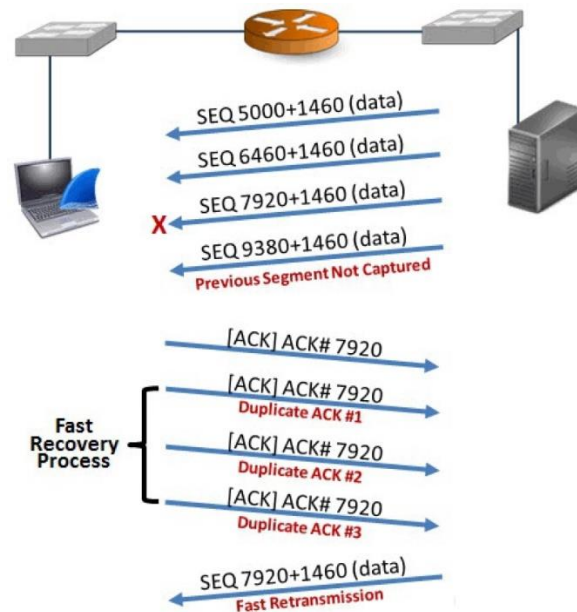 SEQ 5000+1460 (data)
SEQ 6460+1460 (data)
SEQ 7920+1460 (data)
X
SEQ 9380+1460 (data)
Previous Segment Not Captured
[ACK] ACK# 7920
[ACK] ACK# 7920
Duplicate ACK #1
Fast
Recovery
Process
[ACK] ACK# 7920
Duplicate ACK #2
[ACK] ACK# 7920
Duplicate ACK #3
SEQ 7920+1460 (data)
Fast Retransmission